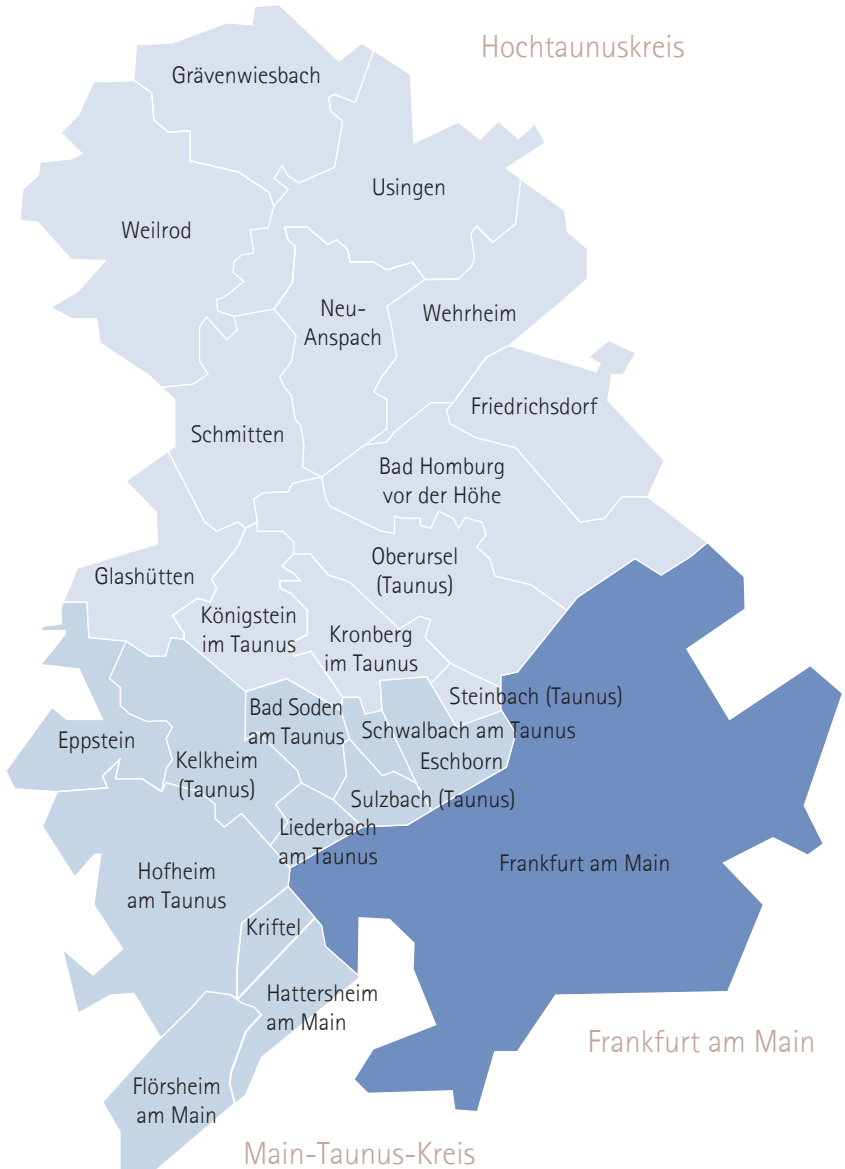 Hochtaunuskreis
Grävenwiesbach
Usingen
Weilrod
Neu-
Anspach
Wehrheim
Friedrichsdorf
Schmitten
Bad Homburg
vor der Höhe
Oberursel
(Taunus)
Glashütten
Königstein
im Taunus
Kronberg
im Taunus
Steinbach (Taunus)
Bad Soden
am Taunus
Schwalbach am Taunus
Eppstein
Kelkheim
(Taunus)
Eschborn
Sulzbach (Taunus)
Liederbach
am Taunus
Frankfurt am Main
Hofheim
am Taunus
Kriftel
Hattersheim
am Main
Frankfurt am Main
Flörsheim
am Main
Main-Taunus-Kreis